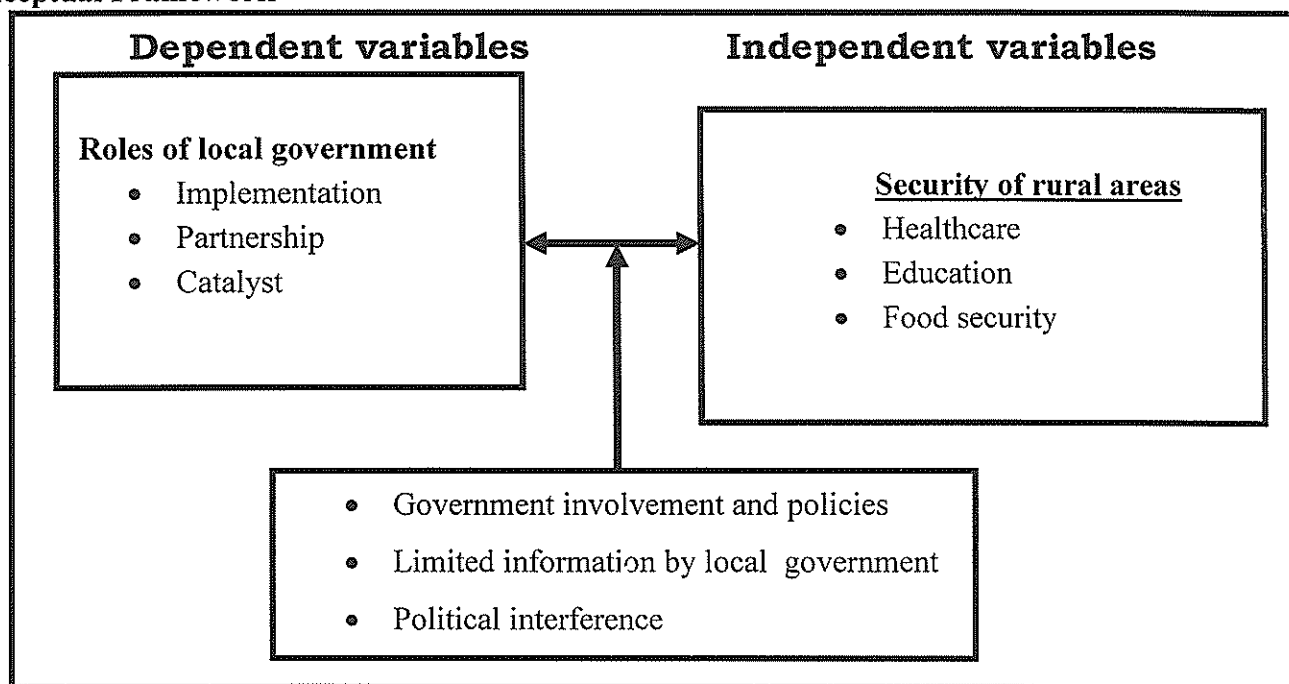 Dependent variables
Independent variables
Roles of local government
• Implementation
• Partnership
• Catalyst
Security of rural areas
• Healthcare
• Education
• Food security
• Government involvement and policies
• Limited information by local government
• Political interference